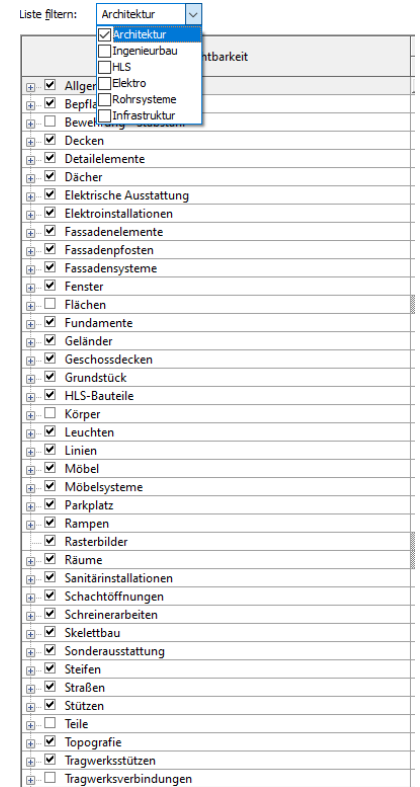 Liste filtern: Architektur
Architektur
Ingenieurbau
HLS
Elektro
Rohrsysteme
Infrastruktur
Decken
Detailelemente
Dächer
Elektrische Ausstattung
Elektroinstallationen
Fassadenelemente
Fassadenpfosten
Fassadensysteme
Fenster
Flächen
Fundamente
Geländer
Geschossdecken
Grundstück
HLS-Bauteile
Körper
Leuchten
Linien
Möbel
Möbelsysteme
Parkplatz
Rampen
Rasterbilder
Räume
Sanitärinstallationen
Schachtöffnungen
Schreinerarbeiten
Skelettbau
Sonderausstattung
Steifen
Straßen
Stützen
Teile
Topografie
Tragwerksstützen
Tragwerksverbindungen